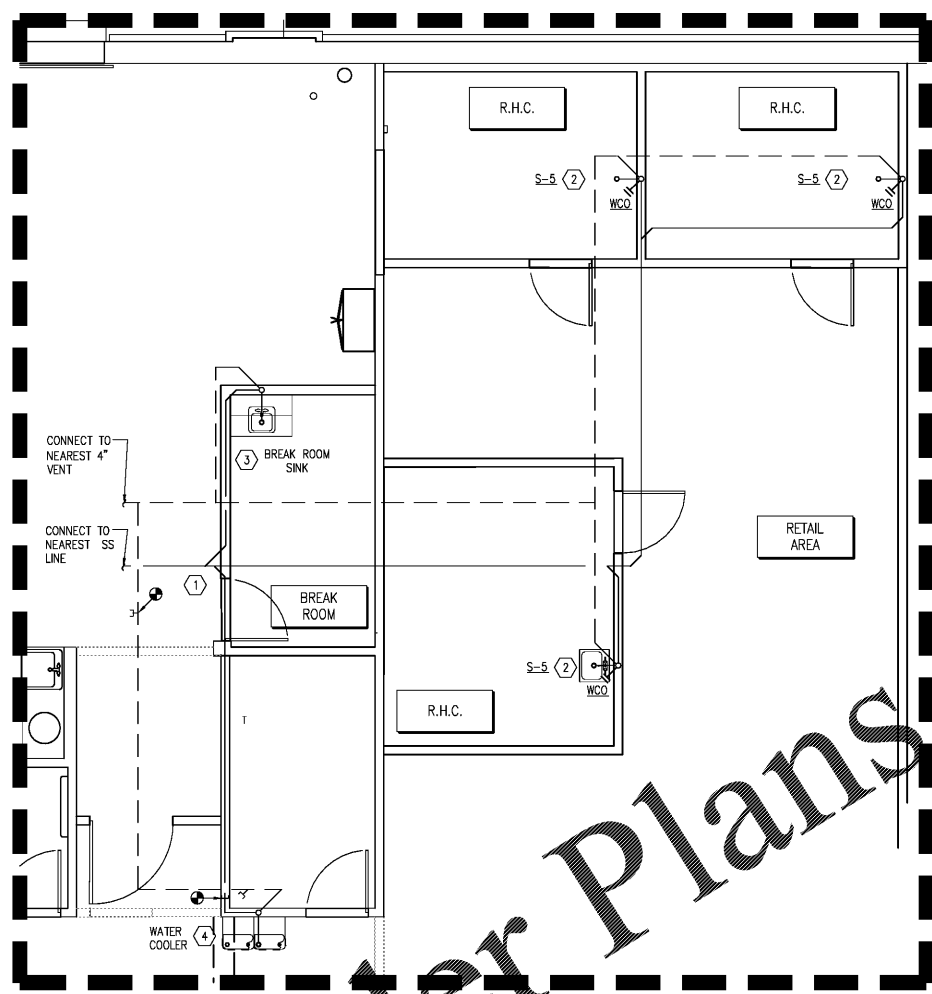 R.H.C.
R.H.C.
S-5 2
WCO
S-5 2
WCO
CONNECT TO
NEAREST 4"
VENT
3 BREAK ROOM
SINK
CONNECT TO
NEAREST SS
LINE
RETAIL
AREA
1
BREAK
ROOM
S-5 2
WCO
R.H.C.
T
WATER
COOLER
4
Plans